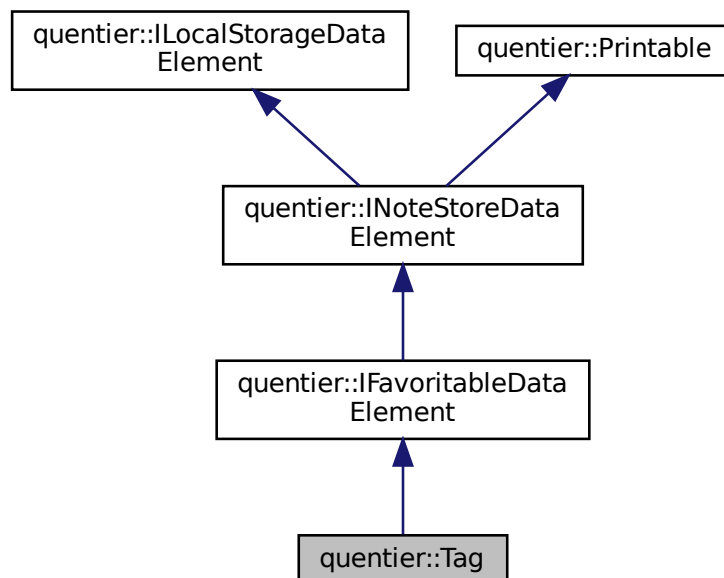 quentier::ILocalStorageData
Element
quentier::Printable
quentier::INoteStoreData
Element
quentier::IFavoritableData
Element
quentier::Tag